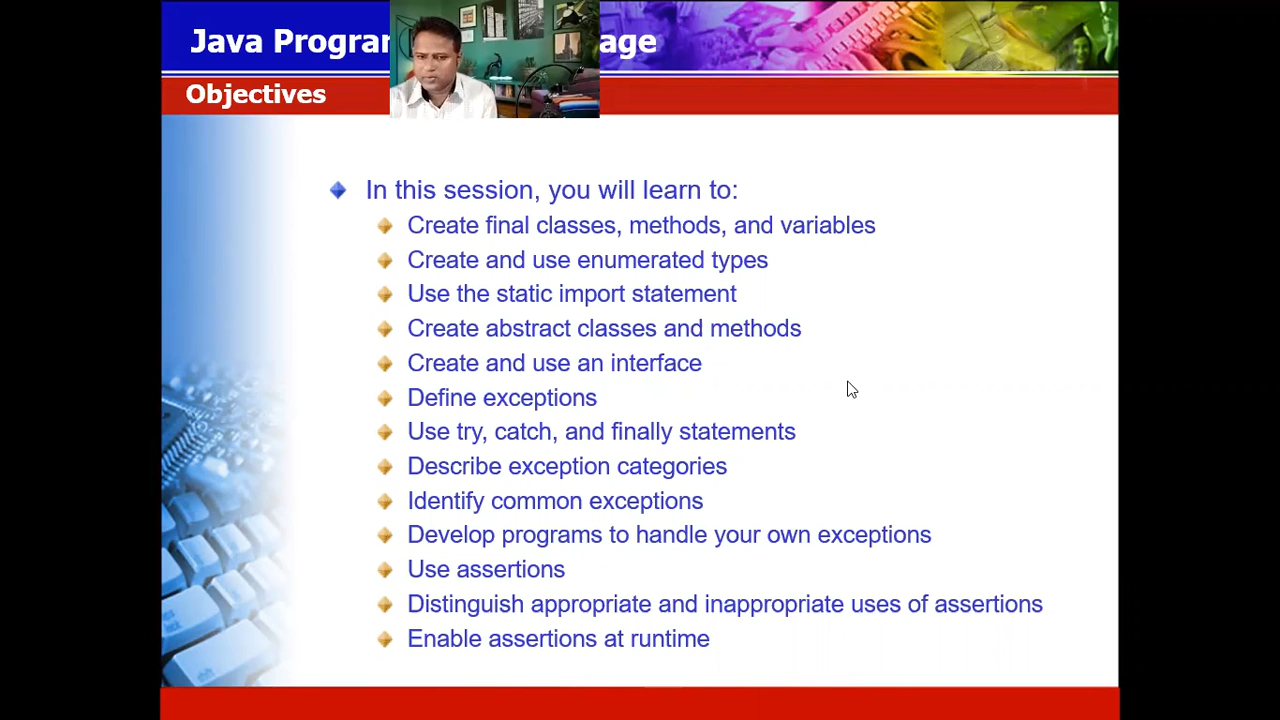 Java Progra age
Objectives
In this session, you will learn to:
Create final classes, methods, and variables
Create and use enumerated types
Use the static import statement
Create abstract classes and methods
Create and use an interface
Define exceptions
Use try, catch, and finally statements
Describe exception categories
Identify common exceptions
Develop programs to handle your own exceptions
Use assertions
Distinguish appropriate and inappropriate uses of assertions
Enable assertions at runtime